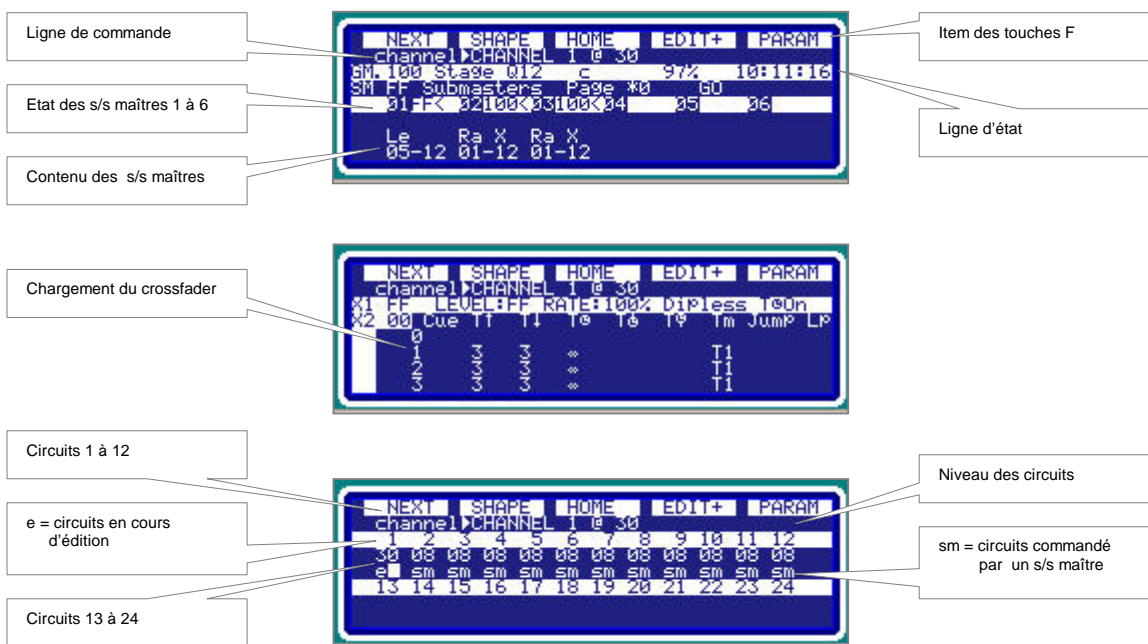 Ligne de commande
Etat des s/s maîtres 1 à 6
Contenu des s/s maîtres
NEXT SHAPE HOME EDIT+ PARAM
channel▶CHANNEL 1 @ 30
GM.100 Stage Q12 c 97% 10:11:16
SM FF Submasters Page *0 GO
01 FF< 02 100<03 100<04 05 06
Le Ra X Ra X
05-12 01-12 01-12
Item des touches F
Ligne d'état
Chargement du crossfader
NEXT SHAPE HOME EDIT+ PARAM
channel▶CHANNEL 1 @ 30
X1 FF LEVEL:FF RATE:100% Dipless T⊙On
X2 00 Cue T↑ T↓ Tm Jump Lp
0
1 3 3 ∞ T1
2 3 3 ∞ T1
3 3 3 ∞ T1
Circuits 1 à 12
e = circuits en cours
d'édition
Circuits 13 à 24
NEXT SHAPE HOME EDIT+ PARAM
channel▶CHANNEL 1 @ 30
1 2 3 4 5 6 7 8 9 10 11 12
30 08 08 08 08 08 08 08 08 08 08 08
e sm sm sm sm sm sm sm sm sm sm sm
13 14 15 16 17 18 19 20 21 22 23 24
Niveau des circuits
sm = circuits commandé
par un s/s maître